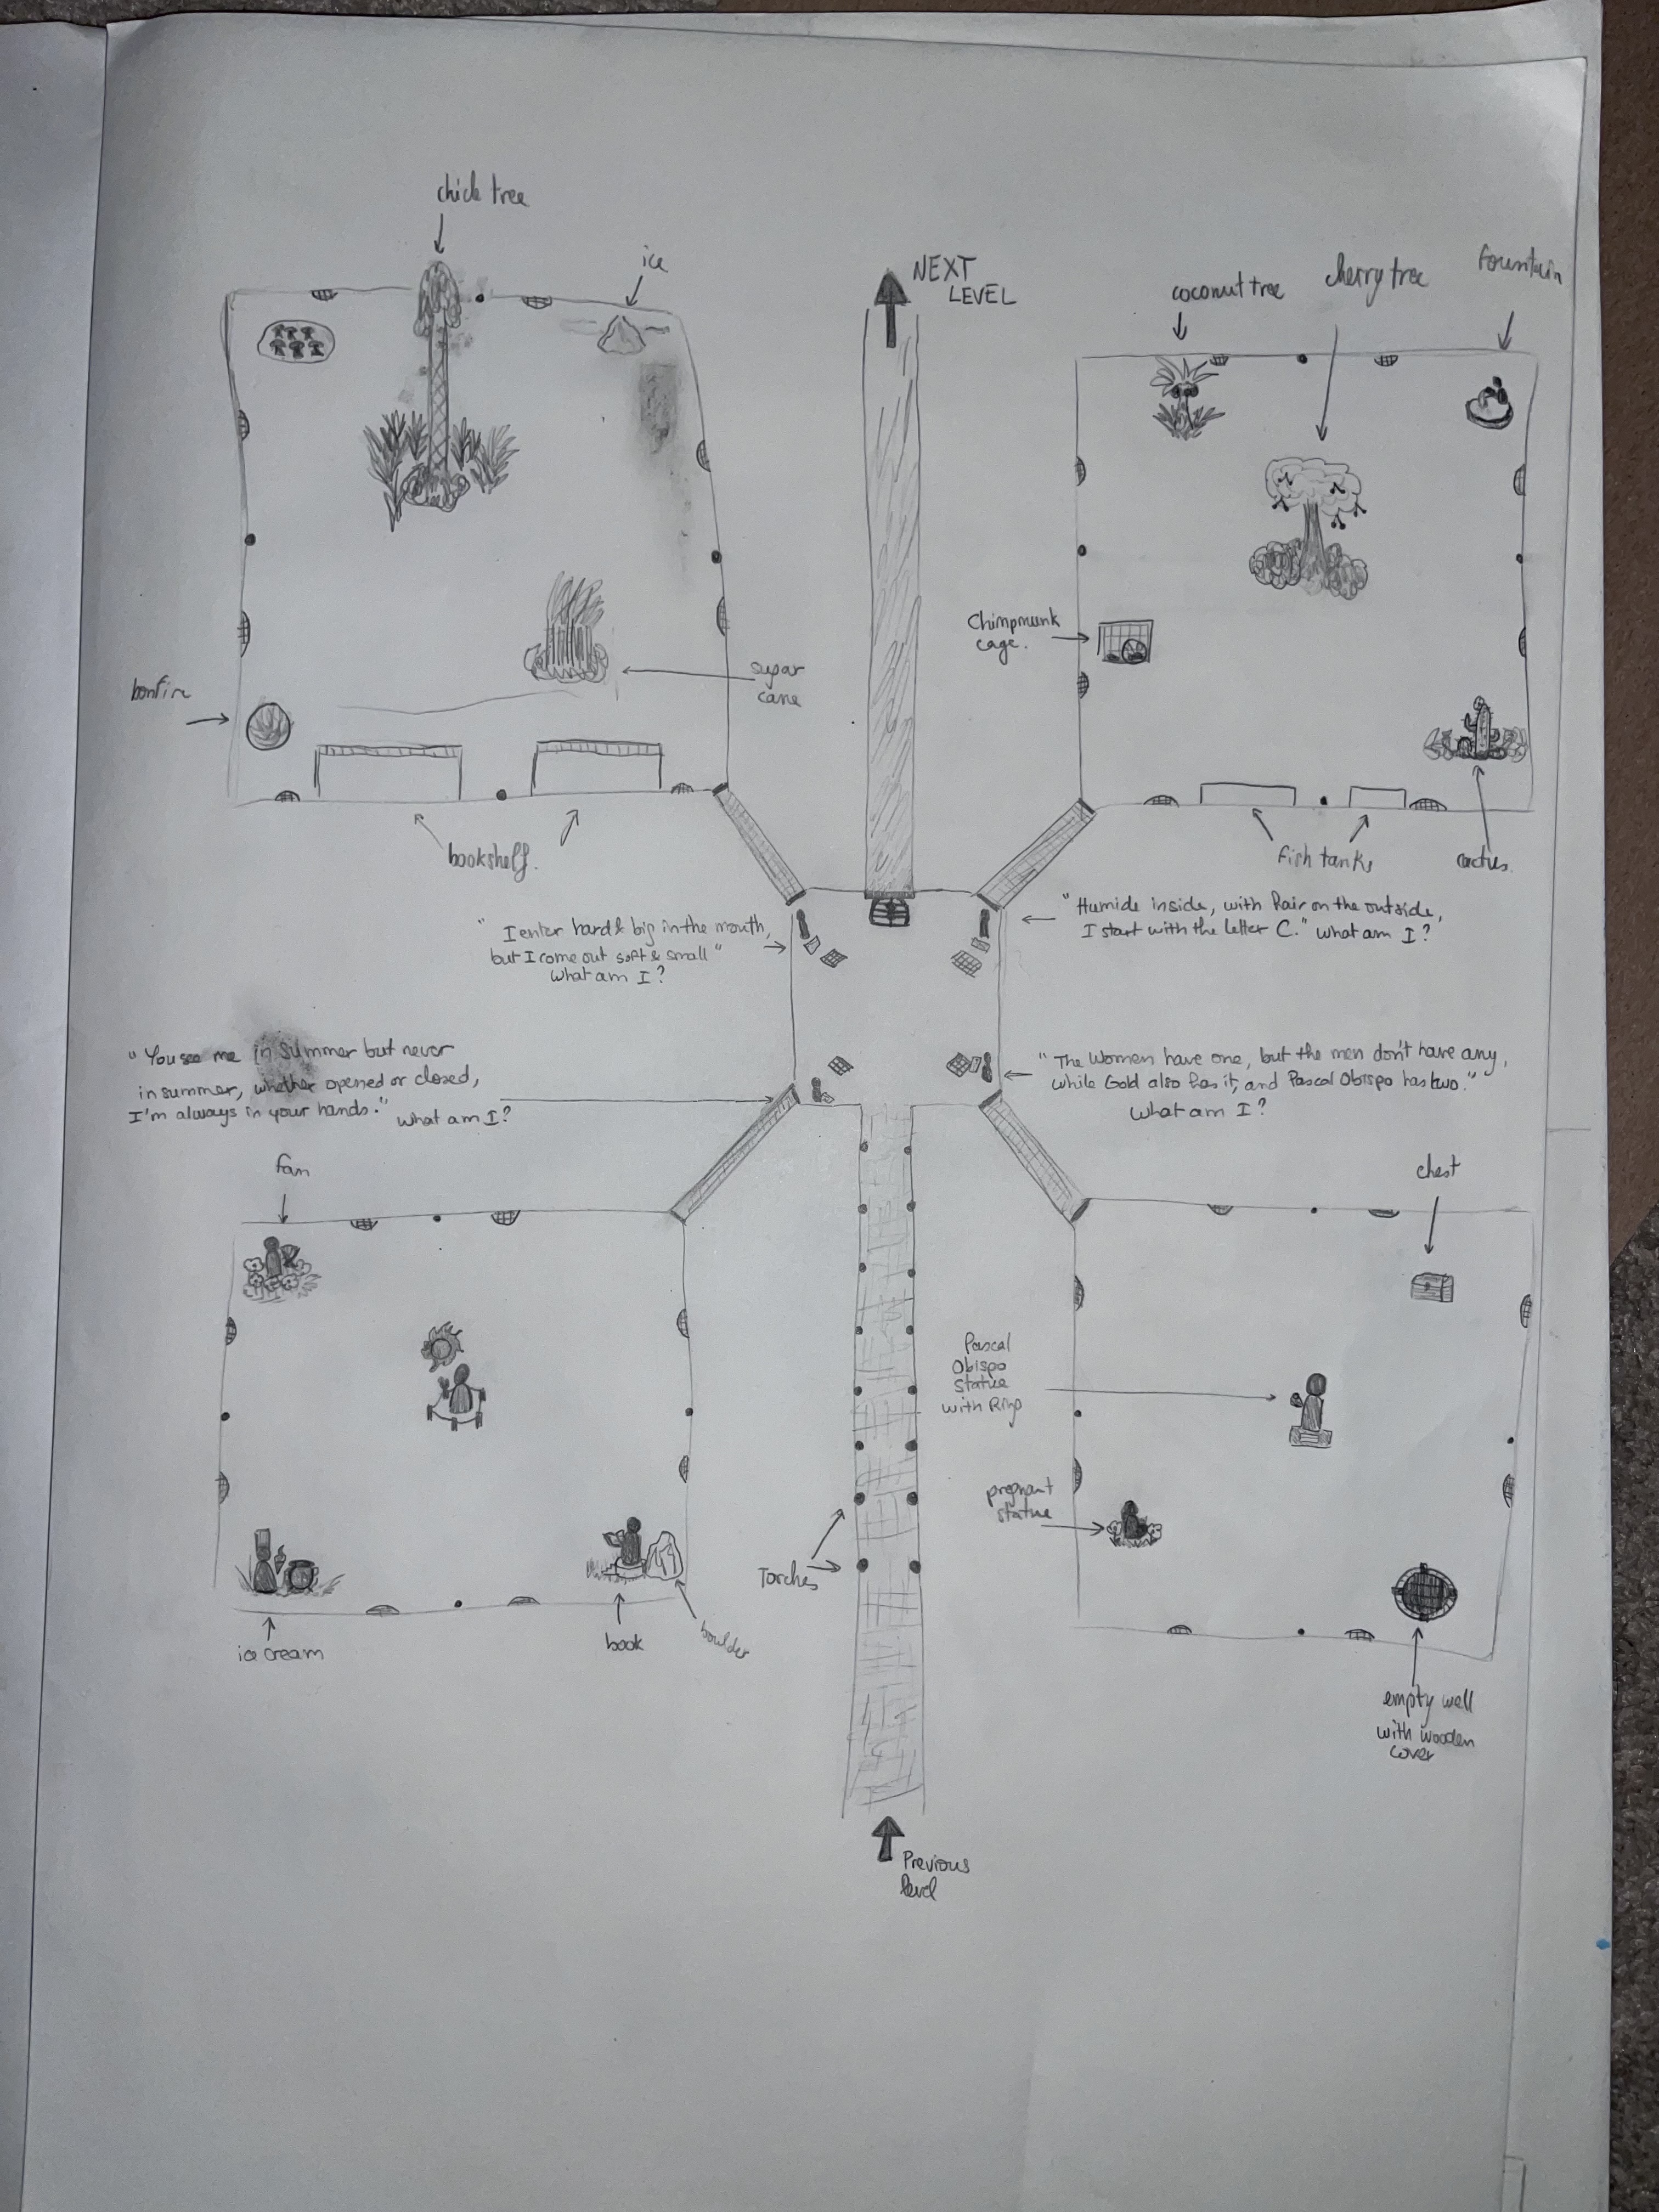 chicle tree
ice
NEXT
LEVEL
coconut tree
cherry tree
fountain
Chimpmunk
cage.
bonfire
sugar
cane
bookshelf.
fish tanks
cactus.
"I enter hard & big in the mouth,
but I come out soft & small"
What am I?
"Humide inside, with hair on the outside,
I start with the letter C." What am I?
"You see me in summer but never
in summer, whether opened or closed,
I'm always in your hands." What am I?
"The Women have one, but the men don't have any,
while Gold also has it, and Pascal Obispo has two."
What am I?
fan
chest
Pascal
Obispo
statue
with Ring
pregnant
statue
Torches
ice cream
book
boulder
empty well
with wooden
cover
Previous
level